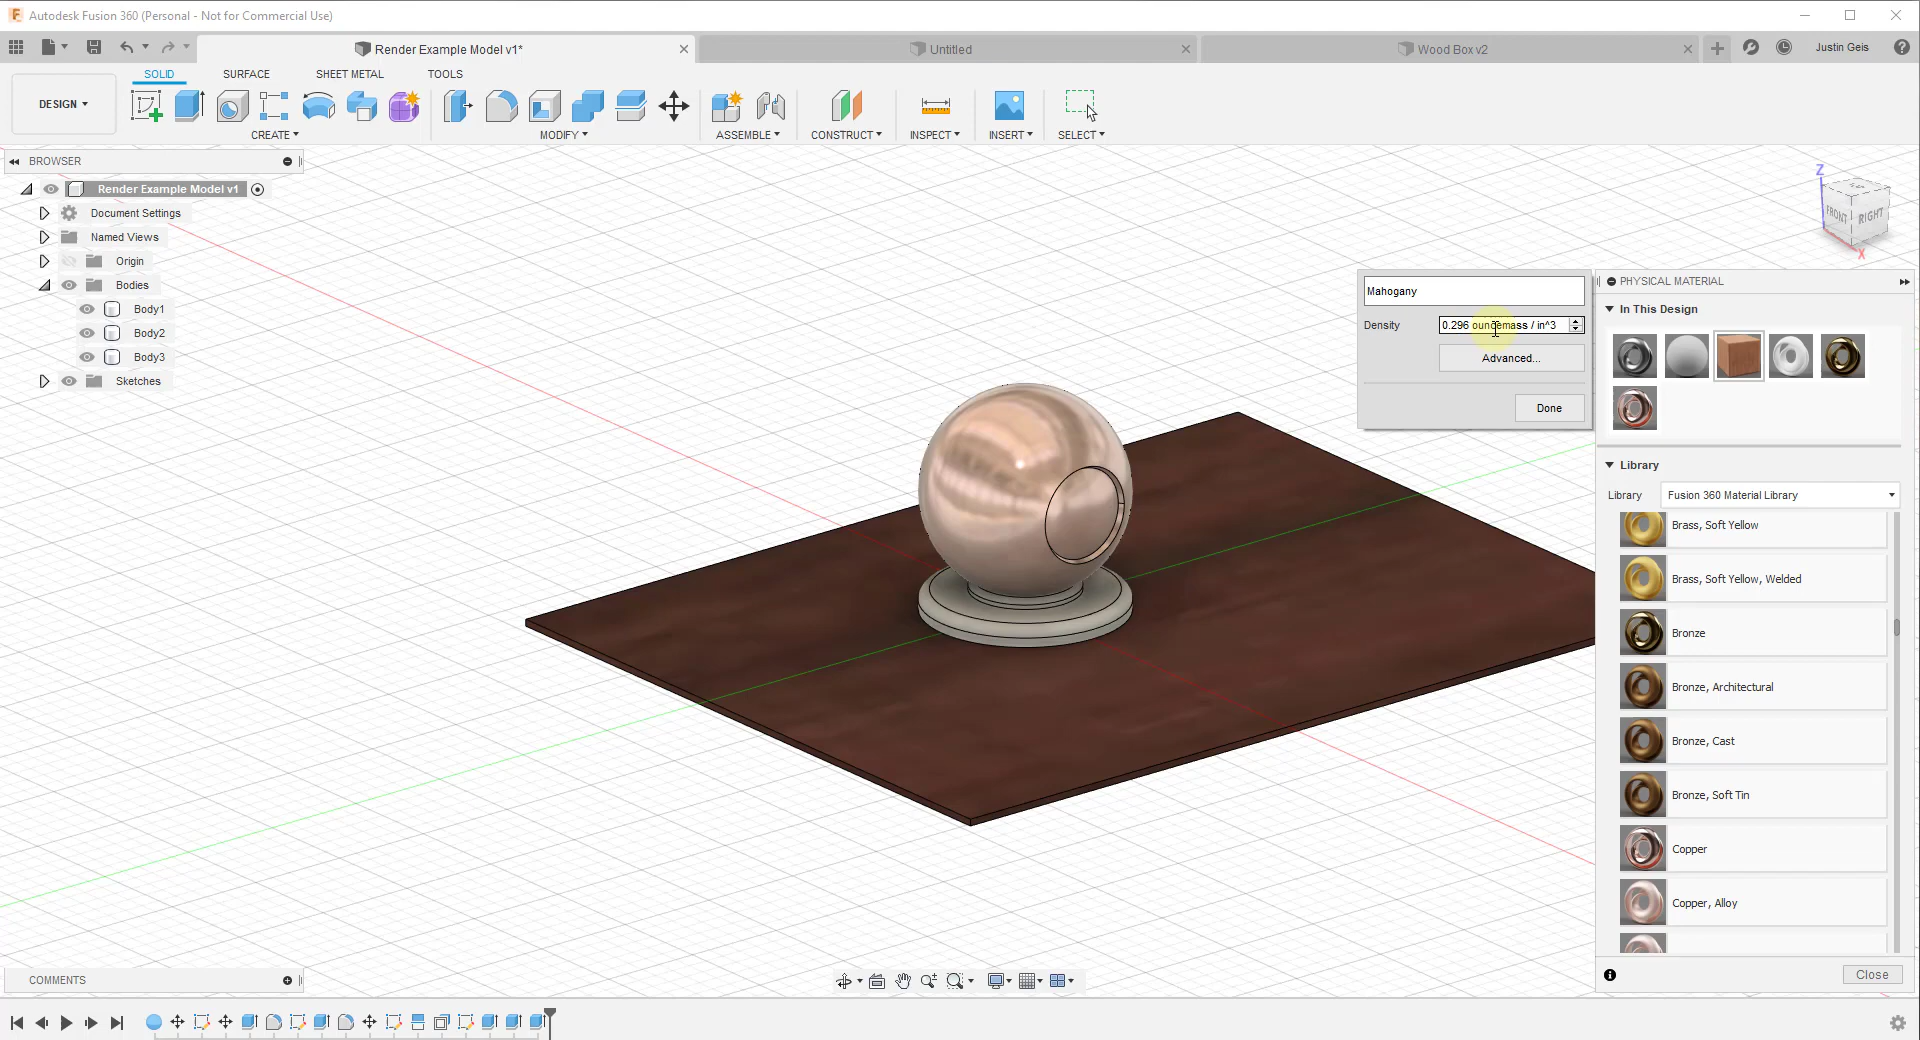 Autodesk Fusion 360 (Personal - Not for Commercial Use)
Render Example Model v1*
Untitled
Wood Box v2
Justin Geis
DESIGN
SOLID
SURFACE
SHEET METAL
TOOLS
CREATE
MODIFY
ASSEMBLE
CONSTRUCT
INSPECT
INSERT
SELECT
BROWSER
Render Example Model v1
Document Settings
Named Views
Origin
Bodies
Body1
Body2
Body3
Sketches
Z
FRONT
RIGHT
X
Mahogany
Density
0.296 ouncemass / in^3
Advanced...
Done
PHYSICAL MATERIAL
In This Design
Library
Library
Fusion 360 Material Library
Brass, Soft Yellow
Brass, Soft Yellow, Welded
Bronze
Bronze, Architectural
Bronze, Cast
Bronze, Soft Tin
Copper
Copper, Alloy
Close
COMMENTS